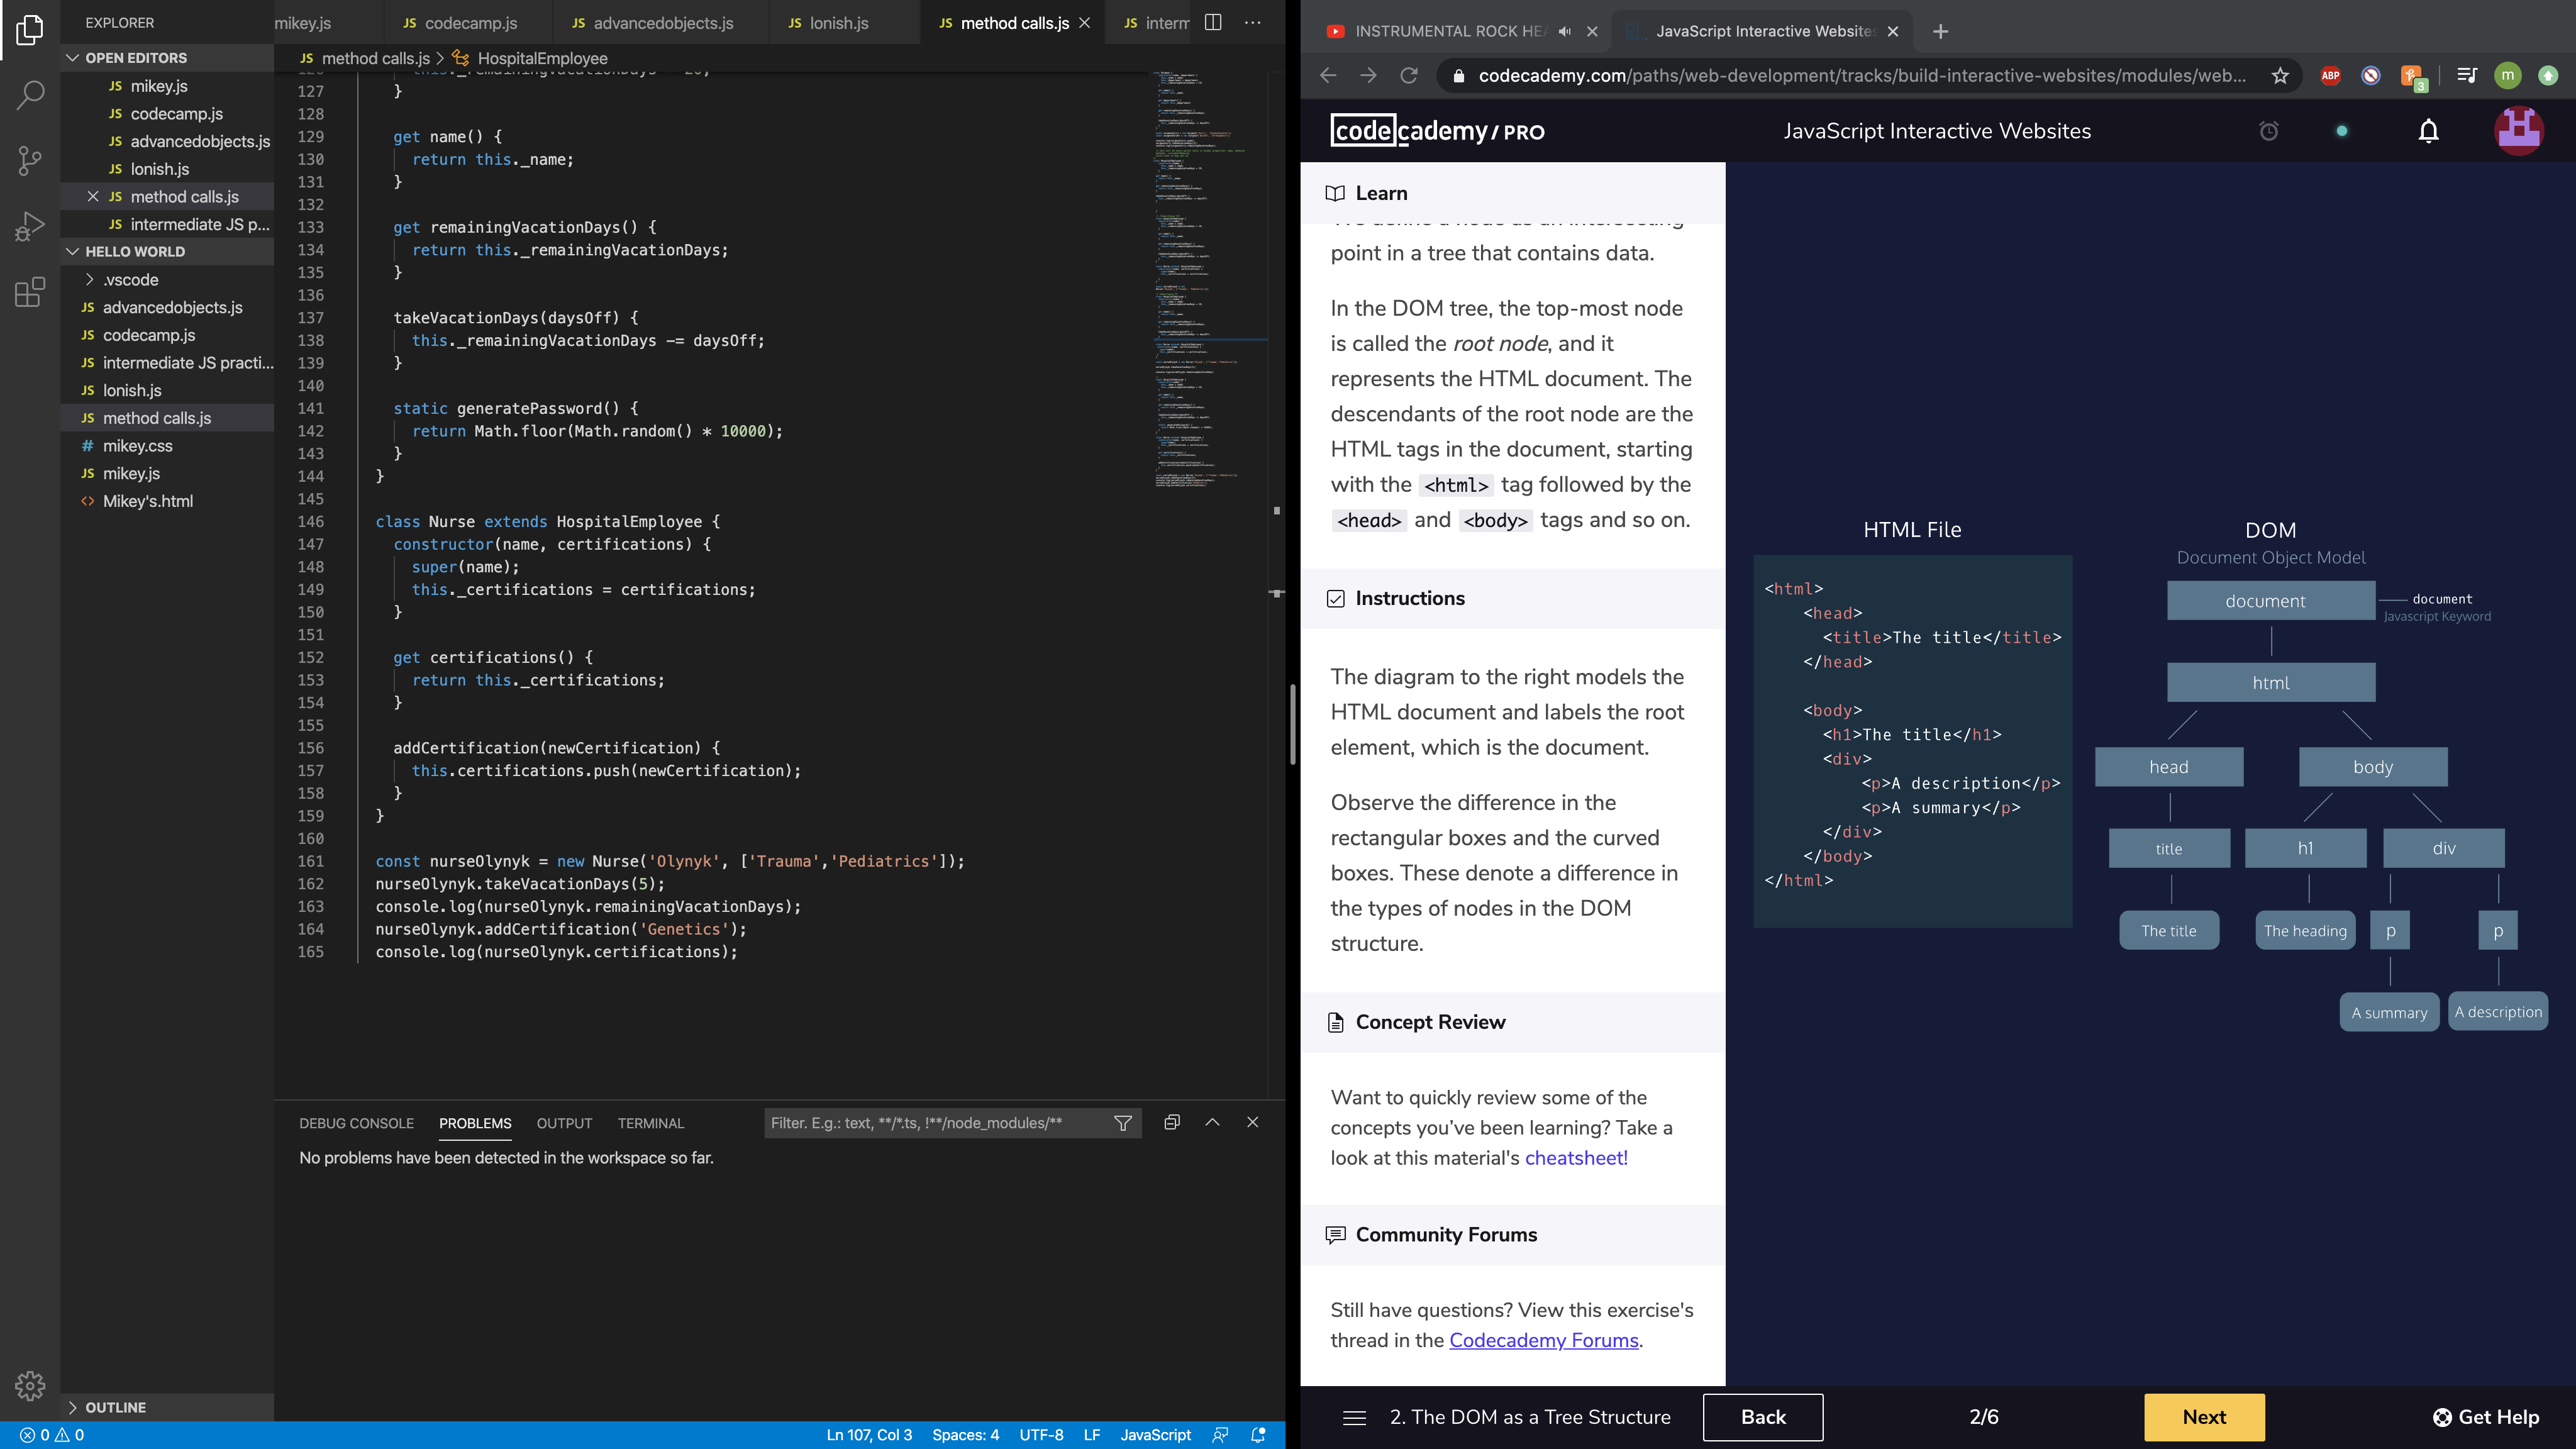 EXPLORER
OPEN EDITORS
JS mikey.js
JS codecamp.js
JS advancedobjects.js
JS lonish.js
JS method calls.js
JS intermediate JS p...
HELLO WORLD
.vscode
JS advancedobjects.js
JS codecamp.js
JS intermediate JS practi...
JS lonish.js
JS method calls.js
# mikey.css
JS mikey.js
<> Mikey's.html
OUTLINE
mikey.js JS codecamp.js JS advancedobjects.js JS lonish.js JS method calls.js JS interm
JS method calls.js > HospitalEmployee
127 }
128
129 get name() {
130 return this._name;
131 }
132
133 get remainingVacationDays() {
134 return this._remainingVacationDays;
135 }
136
137 takeVacationDays(daysOff) {
138 this._remainingVacationDays -= daysOff;
139 }
140
141 static generatePassword() {
142 return Math.floor(Math.random() * 10000);
143 }
144 }
145
146 class Nurse extends HospitalEmployee {
147 constructor(name, certifications) {
148 super(name);
149 this._certifications = certifications;
150 }
151
152 get certifications() {
153 return this._certifications;
154 }
155
156 addCertification(newCertification) {
157 this.certifications.push(newCertification);
158 }
159 }
160
161 const nurseOlynyk = new Nurse('Olynyk', ['Trauma','Pediatrics']);
162 nurseOlynyk.takeVacationDays(5);
163 console.log(nurseOlynyk.remainingVacationDays);
164 nurseOlynyk.addCertification('Genetics');
165 console.log(nurseOlynyk.certifications);
DEBUG CONSOLE PROBLEMS OUTPUT TERMINAL Filter. E.g.: text, **/*.ts, !**/node_modules/**
No problems have been detected in the workspace so far.
0 0 Ln 107, Col 3 Spaces: 4 UTF-8 LF JavaScript
INSTRUMENTAL ROCK HEA JavaScript Interactive Websites
codecademy.com/paths/web-development/tracks/build-interactive-websites/modules/web... ABP 3 m
codecademy / PRO JavaScript Interactive Websites
Learn
We define a node as an intersecting
point in a tree that contains data.
In the DOM tree, the top-most node
is called the root node, and it
represents the HTML document. The
descendants of the root node are the
HTML tags in the document, starting
with the <html> tag followed by the
<head> and <body> tags and so on.
Instructions
The diagram to the right models the
HTML document and labels the root
element, which is the document.
Observe the difference in the
rectangular boxes and the curved
boxes. These denote a difference in
the types of nodes in the DOM
structure.
Concept Review
Want to quickly review some of the
concepts you've been learning? Take a
look at this material's cheatsheet!
Community Forums
Still have questions? View this exercise's
thread in the Codecademy Forums.
HTML File
<html>
<head>
<title>The title</title>
</head>
<body>
<h1>The title</h1>
<div>
<p>A description</p>
<p>A summary</p>
</div>
</body>
</html>
DOM
Document Object Model
document document
Javascript Keyword
html
head body
title h1 div
The title The heading p p
A summary A description
2. The DOM as a Tree Structure Back 2/6 Next Get Help